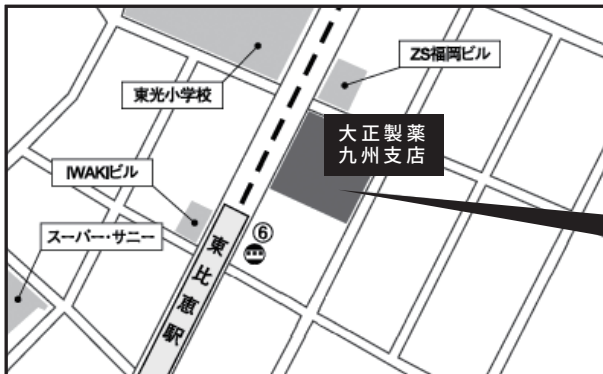 ZS福岡ビル
東光小学校
大正製薬
九州支店
IWAKIビル
スーパー・サニー
⑥
東比恵駅